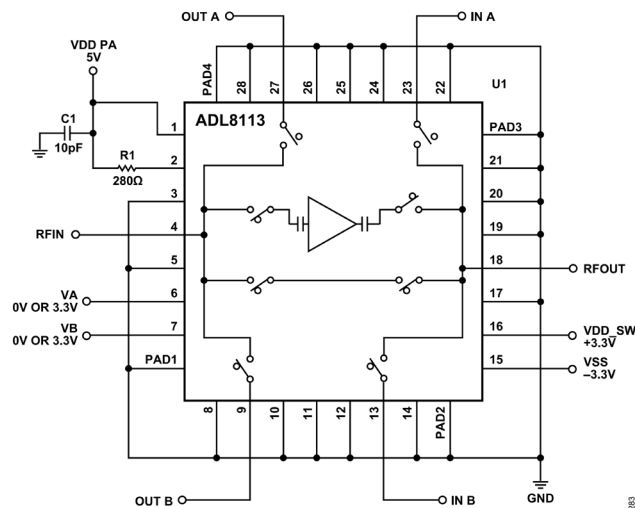 OUT A
IN A
VDD PA
5V
PAD4
28
27
26
25
24
23
22
U1
ADL8113
C1
10pF
1
PAD3
R1
280Ω
2
21
3
20
RFIN
4
19
5
18
RFOUT
VA
0V OR 3.3V
6
17
VB
0V OR 3.3V
7
16
VDD_SW
+3.3V
PAD1
15
VSS
–3.3V
8
9
10
11
12
13
14
PAD2
OUT B
IN B
GND
283